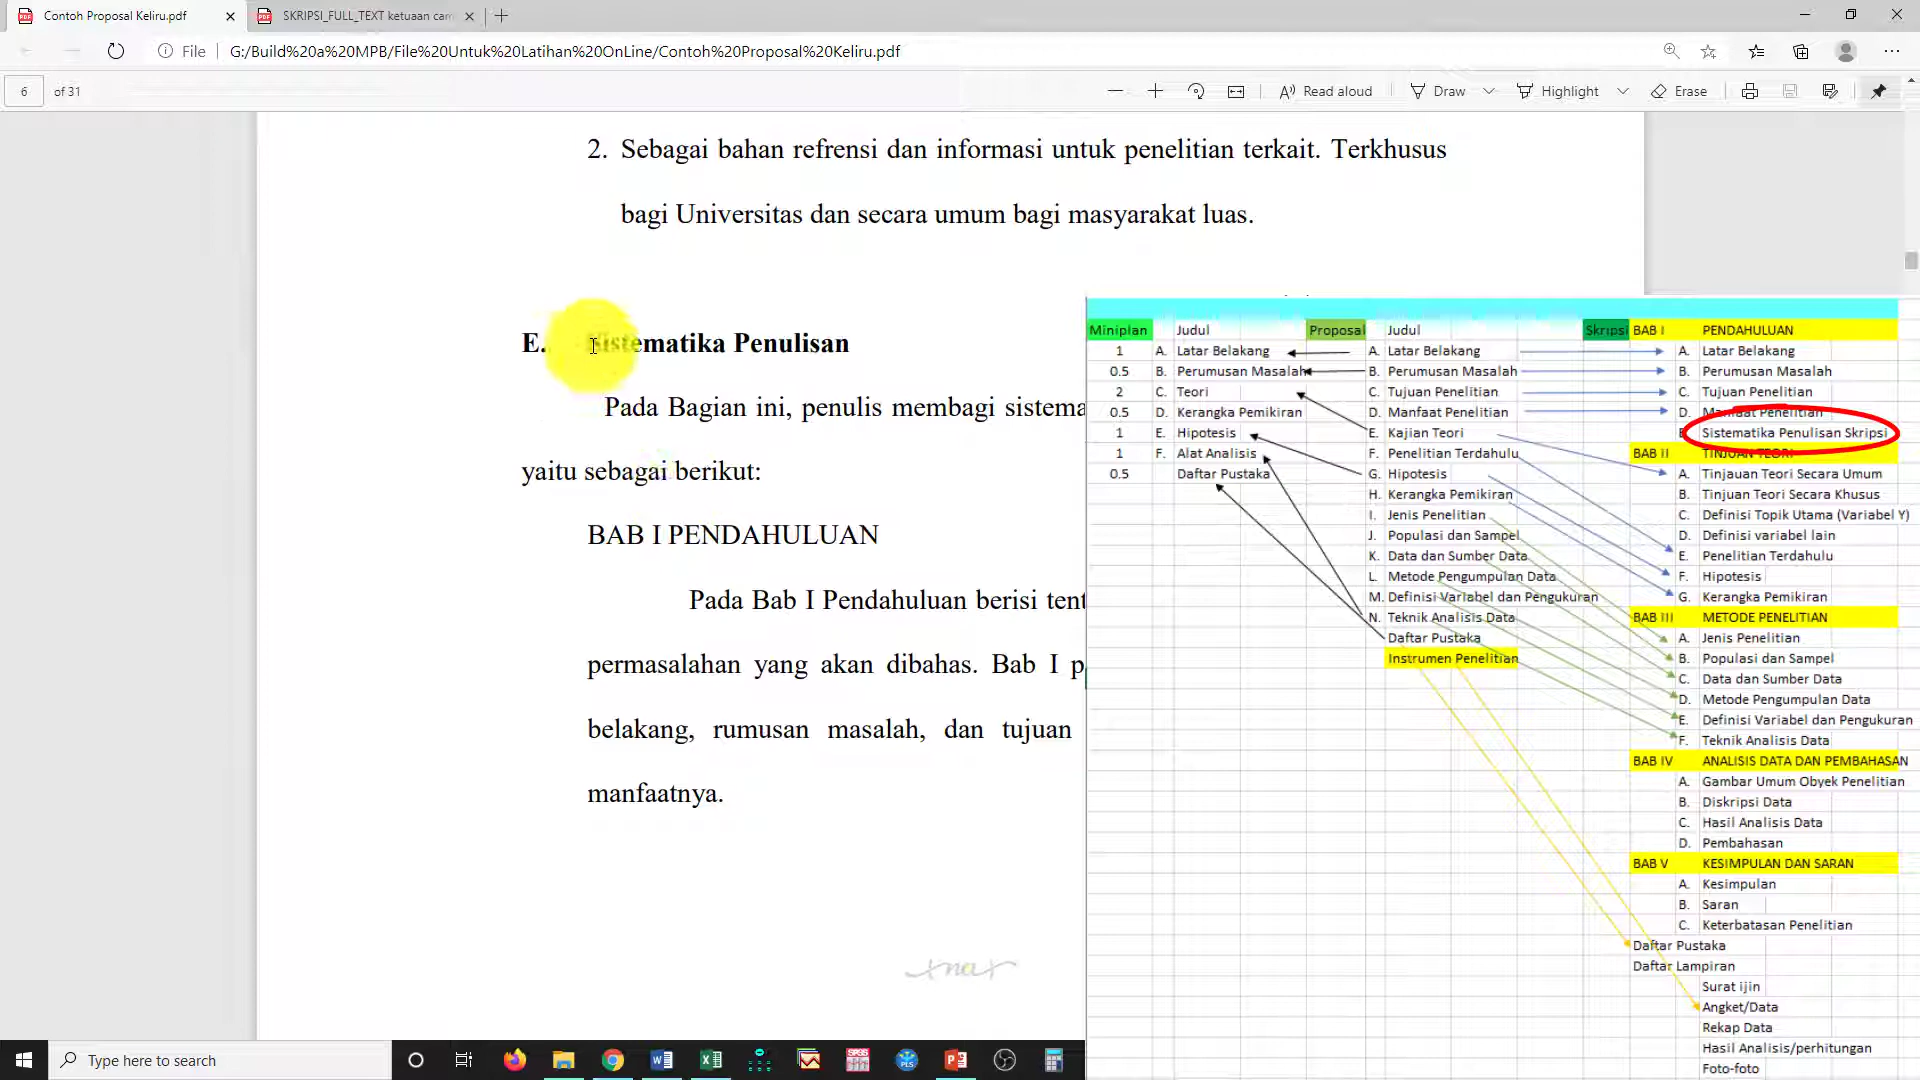 Contoh Proposal Keliru.pdf
SKRIPSI_FULL_TEXT ketuaan cam
File
G:/Build%20a%20MPB/File%20Untuk%20Latihan%20OnLine/Contoh%20Proposal%20Keliru.pdf
6 of 31
Read aloud
Draw
Highlight
Erase
2. Sebagai bahan refrensi dan informasi untuk penelitian terkait. Terkhusus
bagi Universitas dan secara umum bagi masyarakat luas.
E. Sistematika Penulisan
Pada Bagian ini, penulis membagi sistema
yaitu sebagai berikut:
BAB I PENDAHULUAN
Pada Bab I Pendahuluan berisi tent
permasalahan yang akan dibahas. Bab I p
belakang, rumusan masalah, dan tujuan
manfaatnya.
Miniplan Judul
1 A. Latar Belakang
0.5 B. Perumusan Masalah
2 C. Teori
0.5 D. Kerangka Pemikiran
1 E. Hipotesis
1 F. Alat Analisis
0.5 Daftar Pustaka
Proposal Judul
A. Latar Belakang
B. Perumusan Masalah
C. Tujuan Penelitian
D. Manfaat Penelitian
E. Kajian Teori
F. Penelitian Terdahulu
G. Hipotesis
H. Kerangka Pemikiran
I. Jenis Penelitian
J. Populasi dan Sampel
K. Data dan Sumber Data
L. Metode Pengumpulan Data
M. Definisi Variabel dan Pengukuran
N. Teknik Analisis Data
Daftar Pustaka
Instrumen Penelitian
Skripsi BAB I PENDAHULUAN
A. Latar Belakang
B. Perumusan Masalah
C. Tujuan Penelitian
D. Manfaat Penelitian
Sistematika Penulisan Skripsi
BAB II TINJUAN TEORI
A. Tinjauan Teori Secara Umum
B. Tinjuan Teori Secara Khusus
C. Definisi Topik Utama (Variabel Y)
D. Definisi variabel lain
E. Penelitian Terdahulu
F. Hipotesis
G. Kerangka Pemikiran
BAB III METODE PENELITIAN
A. Jenis Penelitian
B. Populasi dan Sampel
C. Data dan Sumber Data
D. Metode Pengumpulan Data
E. Definisi Variabel dan Pengukuran
F. Teknik Analisis Data
BAB IV ANALISIS DATA DAN PEMBAHASAN
A. Gambar Umum Obyek Penelitian
B. Diskripsi Data
C. Hasil Analisis Data
D. Pembahasan
BAB V KESIMPULAN DAN SARAN
A. Kesimpulan
B. Saran
C. Keterbatasan Penelitian
Daftar Pustaka
Daftar Lampiran
Surat ijin
Angket/Data
Rekap Data
Hasil Analisis/perhitungan
Foto-foto
Type here to search